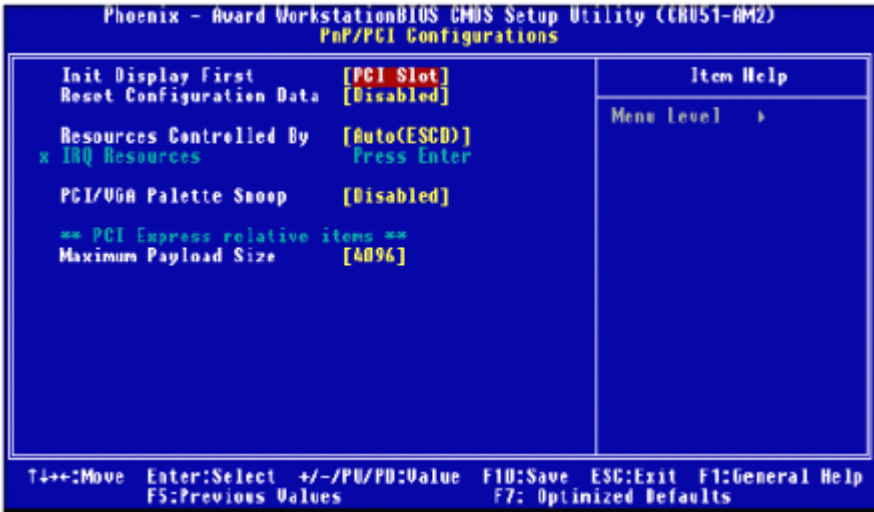 Phoenix - Award WorkstationBIOS CMOS Setup Utility (CRU51-AM2)
PnP/PCI Configurations
Init Display First [PCI Slot]
Reset Configuration Data [Disabled]
Resources Controlled By [Auto(ESCD)]
x IRQ Resources Press Enter
PCI/VGA Palette Snoop [Disabled]
** PCI Express relative items **
Maximum Payload Size [4096]
Item Help
Menu Level ▸
↑↓→←:Move Enter:Select +/-/PU/PD:Value F10:Save ESC:Exit F1:General Help
F5:Previous Values F7: Optimized Defaults